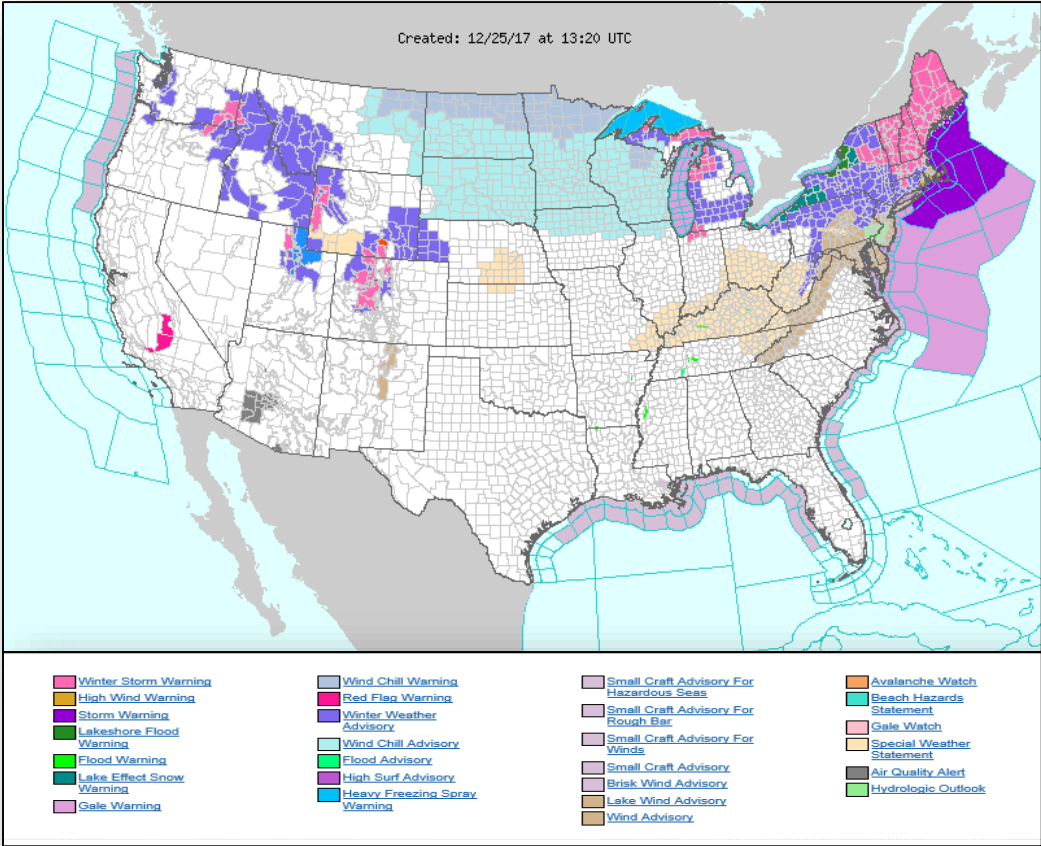 Created: 12/25/17 at 13:20 UTC
Winter Storm Warning
High Wind Warning
Storm Warning
Lakeshore Flood
Warning
Flood Warning
Lake Effect Snow
Warning
Gale Warning
Wind Chill Warning
Red Flag Warning
Winter Weather
Advisory
Wind Chill Advisory
Flood Advisory
High Surf Advisory
Heavy Freezing Spray
Warning
Small Craft Advisory For
Hazardous Seas
Small Craft Advisory For
Rough Bar
Small Craft Advisory For
Winds
Small Craft Advisory
Brisk Wind Advisory
Lake Wind Advisory
Wind Advisory
Avalanche Watch
Beach Hazards
Statement
Gale Watch
Special Weather
Statement
Air Quality Alert
Hydrologic Outlook